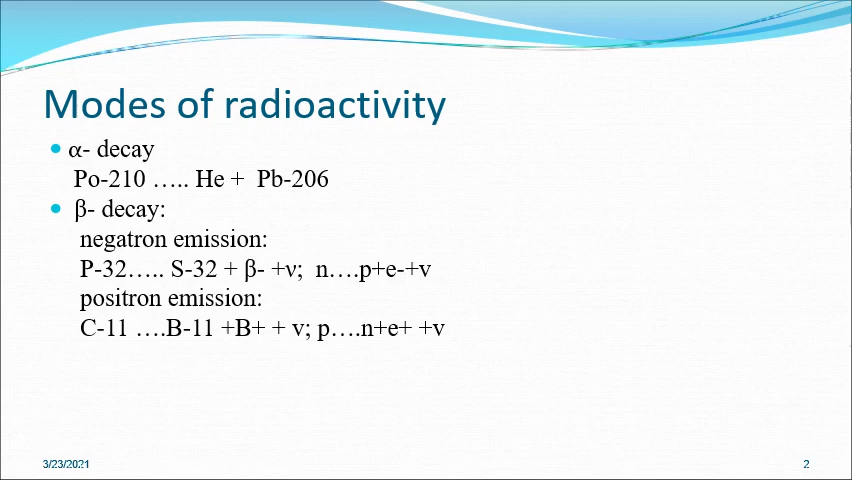 Modes of radioactivity
• α- decay
Po-210 ….. He + Pb-206
• β- decay:
negatron emission:
P-32….. S-32 + β- +ν; n….p+e-+ν
positron emission:
C-11 ….B-11 +B+ + ν; p….n+e+ +ν
3/23/2021
2